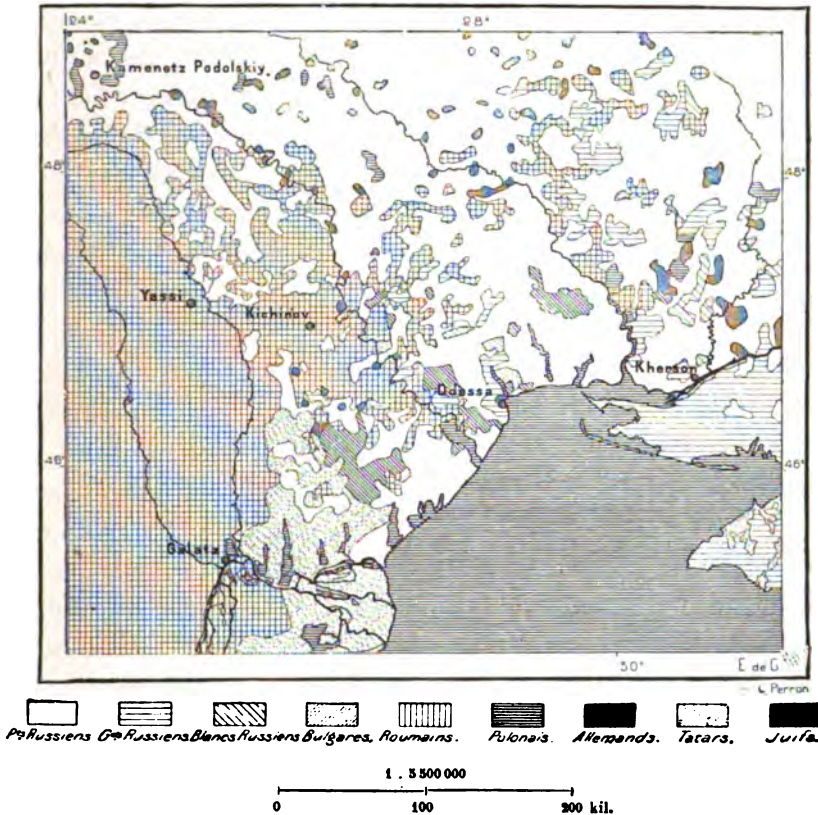 24° 28°
Kamenetz Podolskiy.
48° 48°
Yassi
Kichinov
Kherson
Odessa
46° 46°
Galatz
30° E de G
Perron
Pts Russiens Gds Russiens Blancs Russiens Bulgares. Roumains. Polonais. Allemands. Tatars. Juifs
1 : 3 500 000
0 100 200 kil.